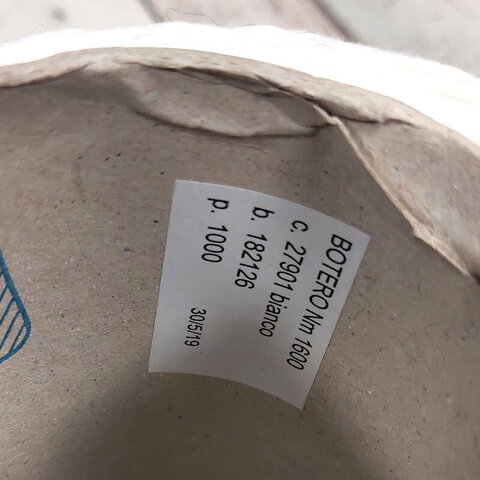 BOTERO Nm 1600
c. 27901 bianco
b. 182126
p. 1000
30/5/19